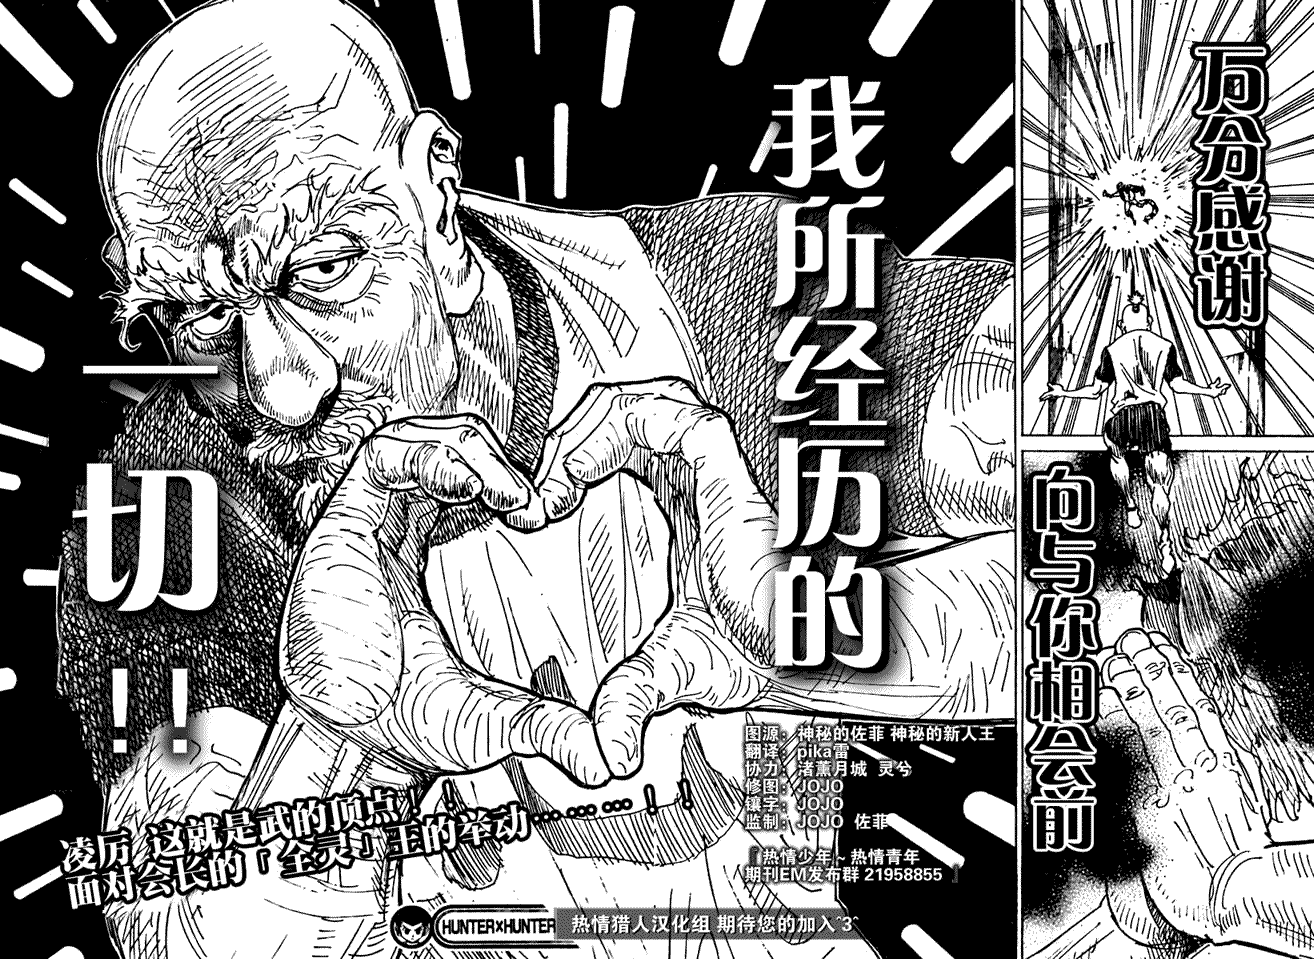 万分感谢
向与你相会前
我所经历的
一切!!
凌厉 这就是武的顶点！！
面对会长的「全灵」王的举动………！！
图源：神秘的佐菲 神秘的新人王
翻译：pika雷
协力：渚薰月城 灵兮
修图：JOJO
镶字：JOJO
监制：JOJO 佐菲
『热情少年~热情青年
期刊EM发布群 21958855 』
HUNTER×HUNTER
热情猎人汉化组 期待您的加入^3^